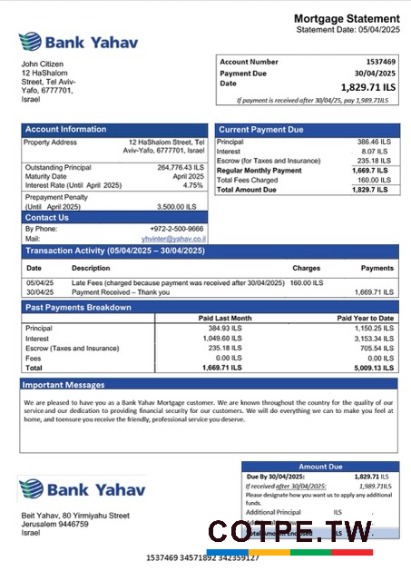 Mortgage Statement
Statement Date: 05/04/2025
Bank Yahav
John Citizen
12 HaShalom
Street, Tel Aviv-
Yafo, 6777701,
Israel
Account Number 1537469
Payment Due 30/04/2025
Date 1,829.71 ILS
If payment is received after 30/04/25, pay 1,989.71ILS
Account Information
Property Address 12 HaShalom Street, Tel
Aviv-Yafo, 6777701, Israel
Outstanding Principal 264,776.43 ILS
Maturity Date April 2025
Interest Rate (Until April 2025) 4.75%
Prepayment Penalty
(Until April 2025) 3,500.00 ILS
Contact Us
By Phone: +972-2-500-9666
Mail: yhvinter@yahav.co.il
Current Payment Due
Principal 386.46 ILS
Interest 8.07 ILS
Escrow (for Taxes and Insurance) 235.18 ILS
Regular Monthly Payment 1,669.7 ILS
Total Fees Charged 160.00 ILS
Total Amount Due 1,829.7 ILS
Transaction Activity (05/04/2025 – 30/04/2025)
Date Description Charges Payments
05/04/25 Late Fees (charged because payment was received after 30/04/2025) 160.00 ILS
30/04/25 Payment Received – Thank you 1,669.71 ILS
Past Payments Breakdown
Paid Last Month Paid Year to Date
Principal 384.93 ILS 1,150.25 ILS
Interest 1,049.60 ILS 3,153.34 ILS
Escrow (Taxes and Insurance) 235.18 ILS 705.54 ILS
Fees 0.00 ILS 0.00 ILS
Total 1,669.71 ILS 5,009.13 ILS
Important Messages
We are pleased to have you as a Bank Yahav Mortgage customer. We are known throughout the country for the quality of our
service and our dedication to providing financial security for our customers. We will do everything we can to make you feel at
home, and toensure you receive the friendly, professional service you deserve.
Bank Yahav
Beit Yahav, 80 Yirmiyahu Street
Jerusalem 9446759
Israel
Amount Due
Due By 30/04/2025: 1,829.71 ILS
If received after 30/04/2025: 1,989.71ILS
Please designate how you want us to apply any additional
funds.
Additional Principal ILS
COTPE.TW
1537469 34571892 342359127